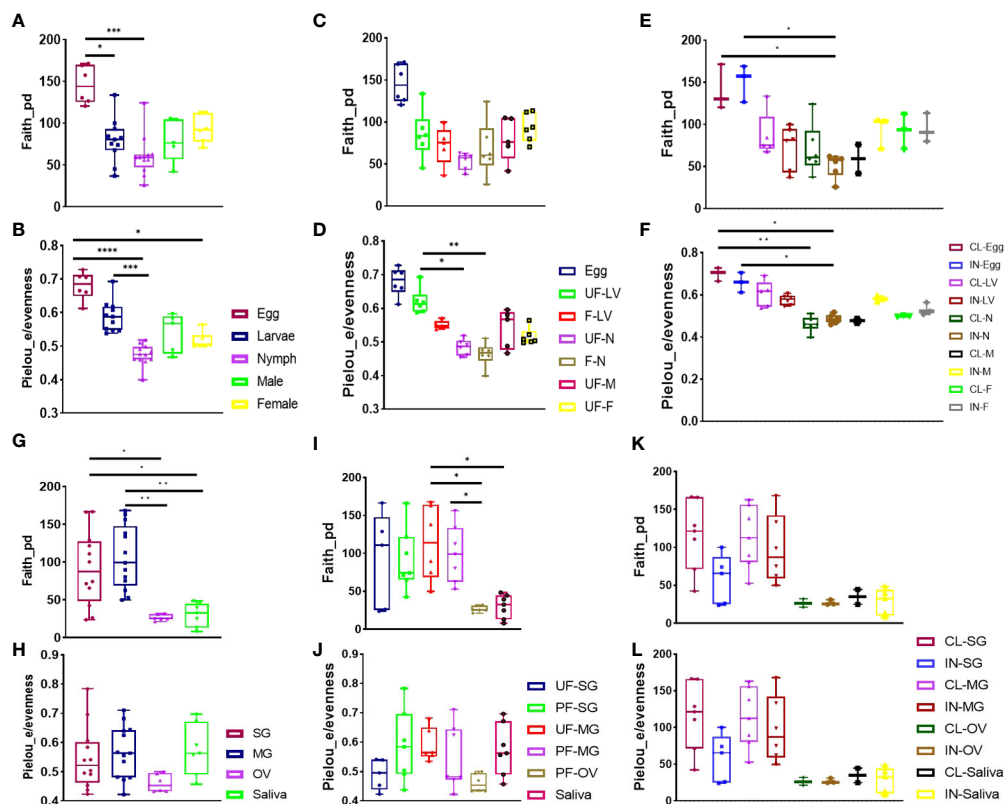 A
Faith_pd
200
150
100
50
0
***
*
B
Pielou_e/evenness
0.8
0.7
0.6
0.5
0.4
0.3
*
****
***
Egg
Larvae
Nymph
Male
Female
C
Faith_pd
200
150
100
50
0
D
Pielou_e/evenness
0.8
0.7
0.6
0.5
0.4
0.3
**
*
Egg
UF-LV
F-LV
UF-N
F-N
UF-M
UF-F
E
Faith_pd
200
150
100
50
0
*
*
F
Pielou_e/evenness
0.8
0.6
0.4
0.2
0.0
*
**
*
CL-Egg
IN-Egg
CL-LV
IN-LV
CL-N
IN-N
CL-M
IN-M
CL-F
IN-F
G
Faith_pd
200
150
100
50
0
*
*
**
**
H
Pielou_e/evenness
0.9
0.8
0.7
0.6
0.5
0.4
SG
MG
OV
Saliva
I
Faith_pd
200
150
100
50
0
*
*
*
J
Pielou_e/evenness
0.9
0.8
0.7
0.6
0.5
0.4
UF-SG
PF-SG
UF-MG
PF-MG
PF-OV
Saliva
K
Faith_pd
200
150
100
50
0
L
Pielou_e/evenness
200
150
100
50
0
CL-SG
IN-SG
CL-MG
IN-MG
CL-OV
IN-OV
CL-Saliva
IN-Saliva